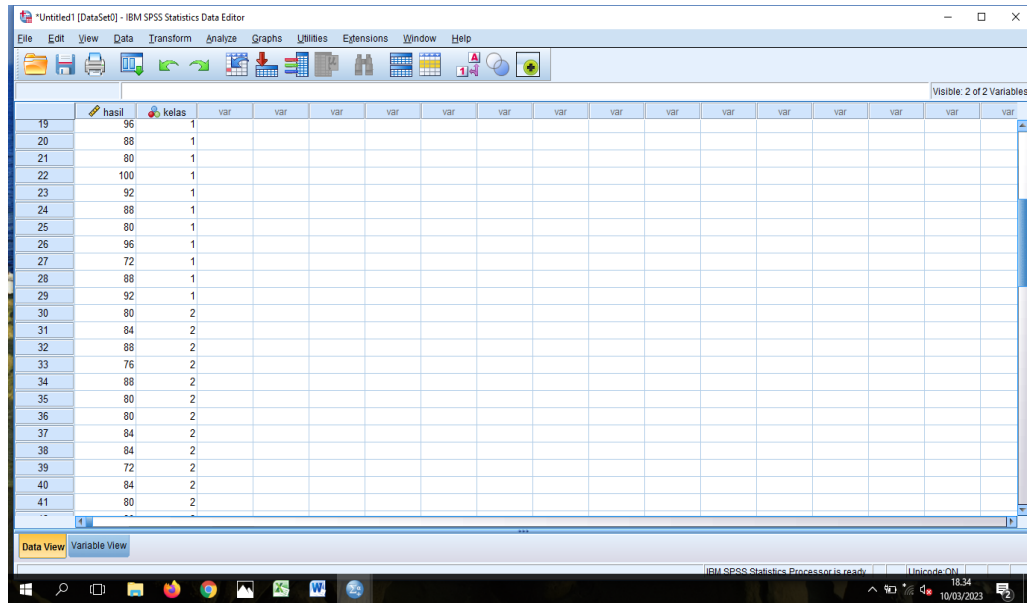 *Untitled1 [DataSet0] - IBM SPSS Statistics Data Editor
File Edit View Data Transform Analyze Graphs Utilities Extensions Window Help
Visible: 2 of 2 Variables
hasil kelas var var var var var var var var var var var var var
19 96 1
20 88 1
21 80 1
22 100 1
23 92 1
24 88 1
25 80 1
26 96 1
27 72 1
28 88 1
29 92 1
30 80 2
31 84 2
32 88 2
33 76 2
34 88 2
35 80 2
36 80 2
37 84 2
38 84 2
39 72 2
40 84 2
41 80 2
Data View Variable View
IBM SPSS Statistics Processor is ready Unicode:ON
18.34
10/03/2023